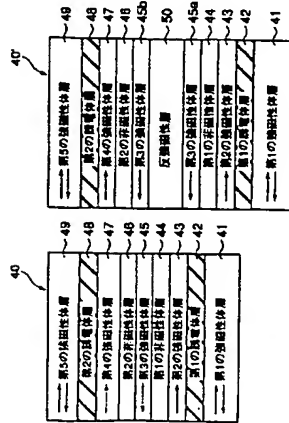 40
第5の強磁性体層 49
第2の誘電体層 48
第4の強磁性体層 47
第2の非磁性体層 46
第3の強磁性体層 45
第1の非磁性体層 44
第2の強磁性体層 43
第1の誘電体層 42
第1の強磁性体層 41
40'
第5の強磁性体層 49
第2の誘電体層 48
第4の強磁性体層 47
第2の非磁性体層 46
第3の強磁性体層 45b
反強磁性層 50
第3の強磁性体層 45a
第1の非磁性体層 44
第2の強磁性体層 43
第1の誘電体層 42
第1の強磁性体層 41